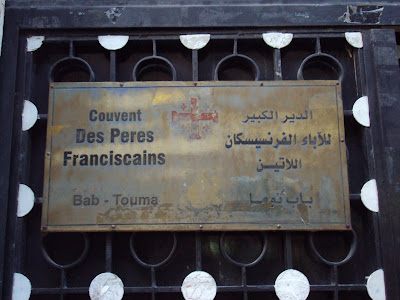 Couvent
Des Peres
Franciscains
Bab - Touma
الدير الكبير
للآباء الفرنسيسكان
اللاتين
باب توما